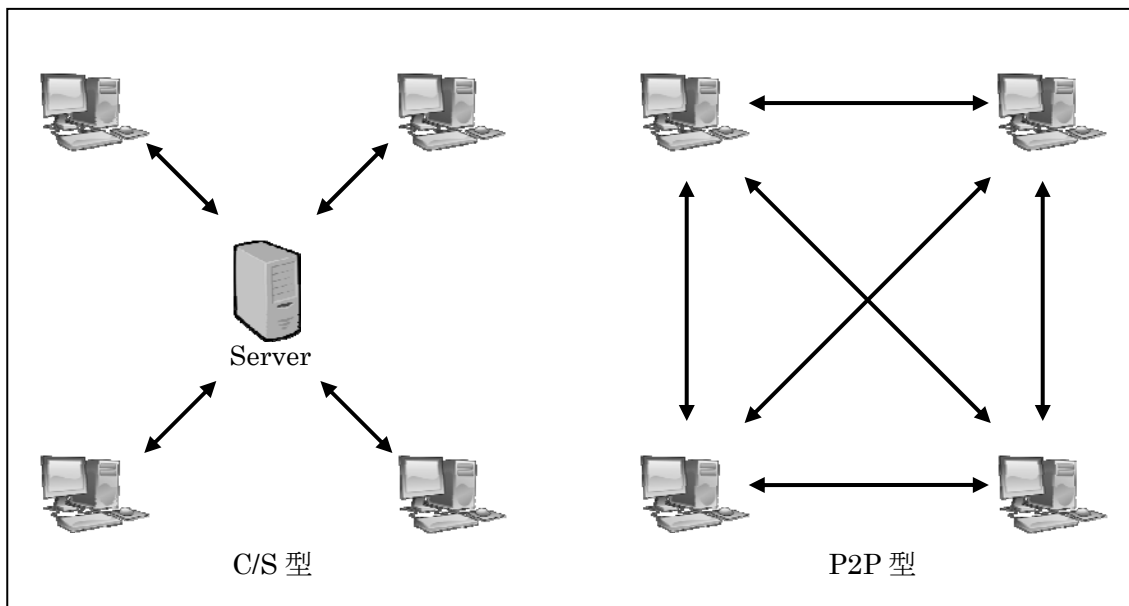 Server
C/S 型
P2P 型